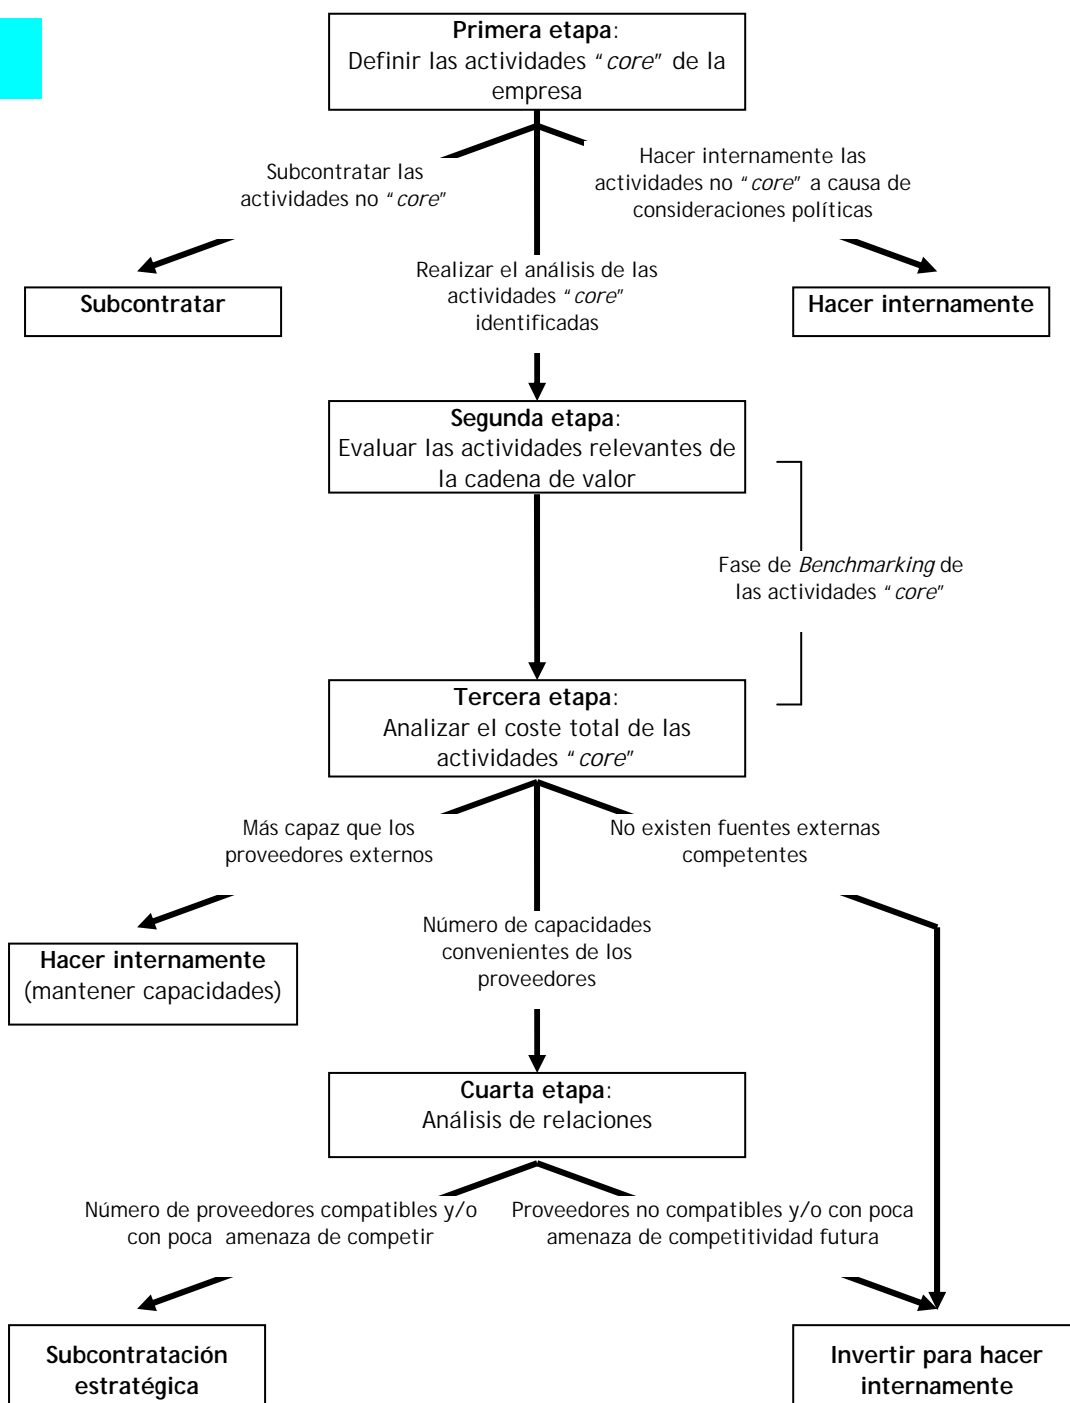 Primera etapa:
Definir las actividades “core” de la
empresa
Subcontratar las
actividades no “core”
Hacer internamente las
actividades no “core” a causa de
consideraciones políticas
Realizar el análisis de las
actividades “core”
identificadas
Subcontratar
Hacer internamente
Segunda etapa:
Evaluar las actividades relevantes de
la cadena de valor
Fase de Benchmarking de
las actividades “core”
Tercera etapa:
Analizar el coste total de las
actividades “core”
Más capaz que los
proveedores externos
No existen fuentes externas
competentes
Número de capacidades
convenientes de los
proveedores
Hacer internamente
(mantener capacidades)
Cuarta etapa:
Análisis de relaciones
Número de proveedores compatibles y/o
con poca amenaza de competir
Proveedores no compatibles y/o con poca
amenaza de competitividad futura
Subcontratación
estratégica
Invertir para hacer
internamente